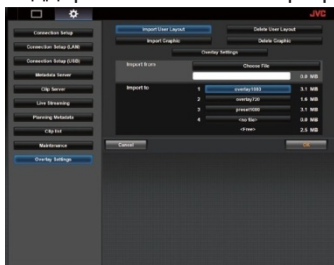 JVC
Connection Setup
Connection Setup (LAN)
Connection Setup (USB)
Metadata Server
Clip Server
Live Streaming
Planning Metadata
Clip list
Maintenance
Overlay Settings
Import User Layout
Delete User Layout
Import Graphic
Delete Graphic
Overlay Settings
Import from
Choose File
0.0 MB
Import to
1 overlay1080 3.1 MB
2 overlay720 1.6 MB
3 preset1080 3.1 MB
4 <no file> 0.0 MB
<Free> 2.5 MB
Cancel
OK